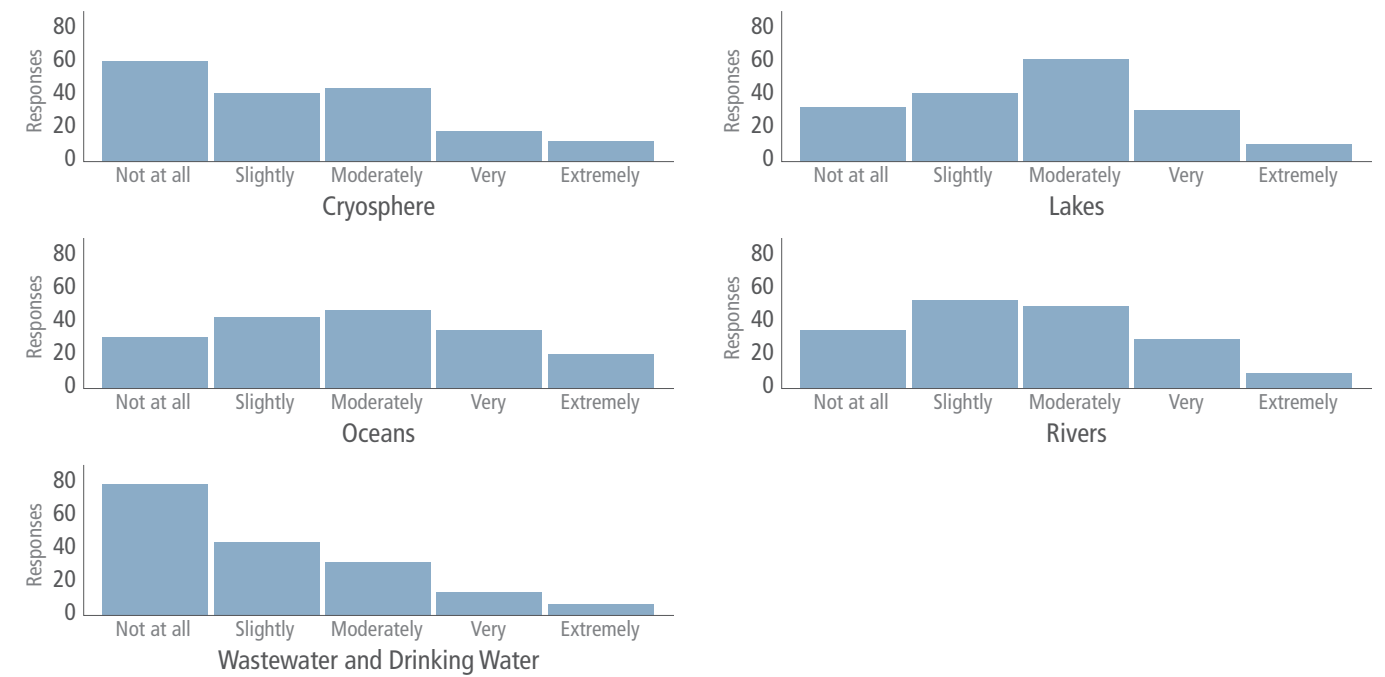 Responses
80
60
40
20
0
Not at all Slightly Moderately Very Extremely
Cryosphere
Responses
80
60
40
20
0
Not at all Slightly Moderately Very Extremely
Lakes
Responses
80
60
40
20
0
Not at all Slightly Moderately Very Extremely
Oceans
Responses
80
60
40
20
0
Not at all Slightly Moderately Very Extremely
Rivers
Responses
80
60
40
20
0
Not at all Slightly Moderately Very Extremely
Wastewater and Drinking Water